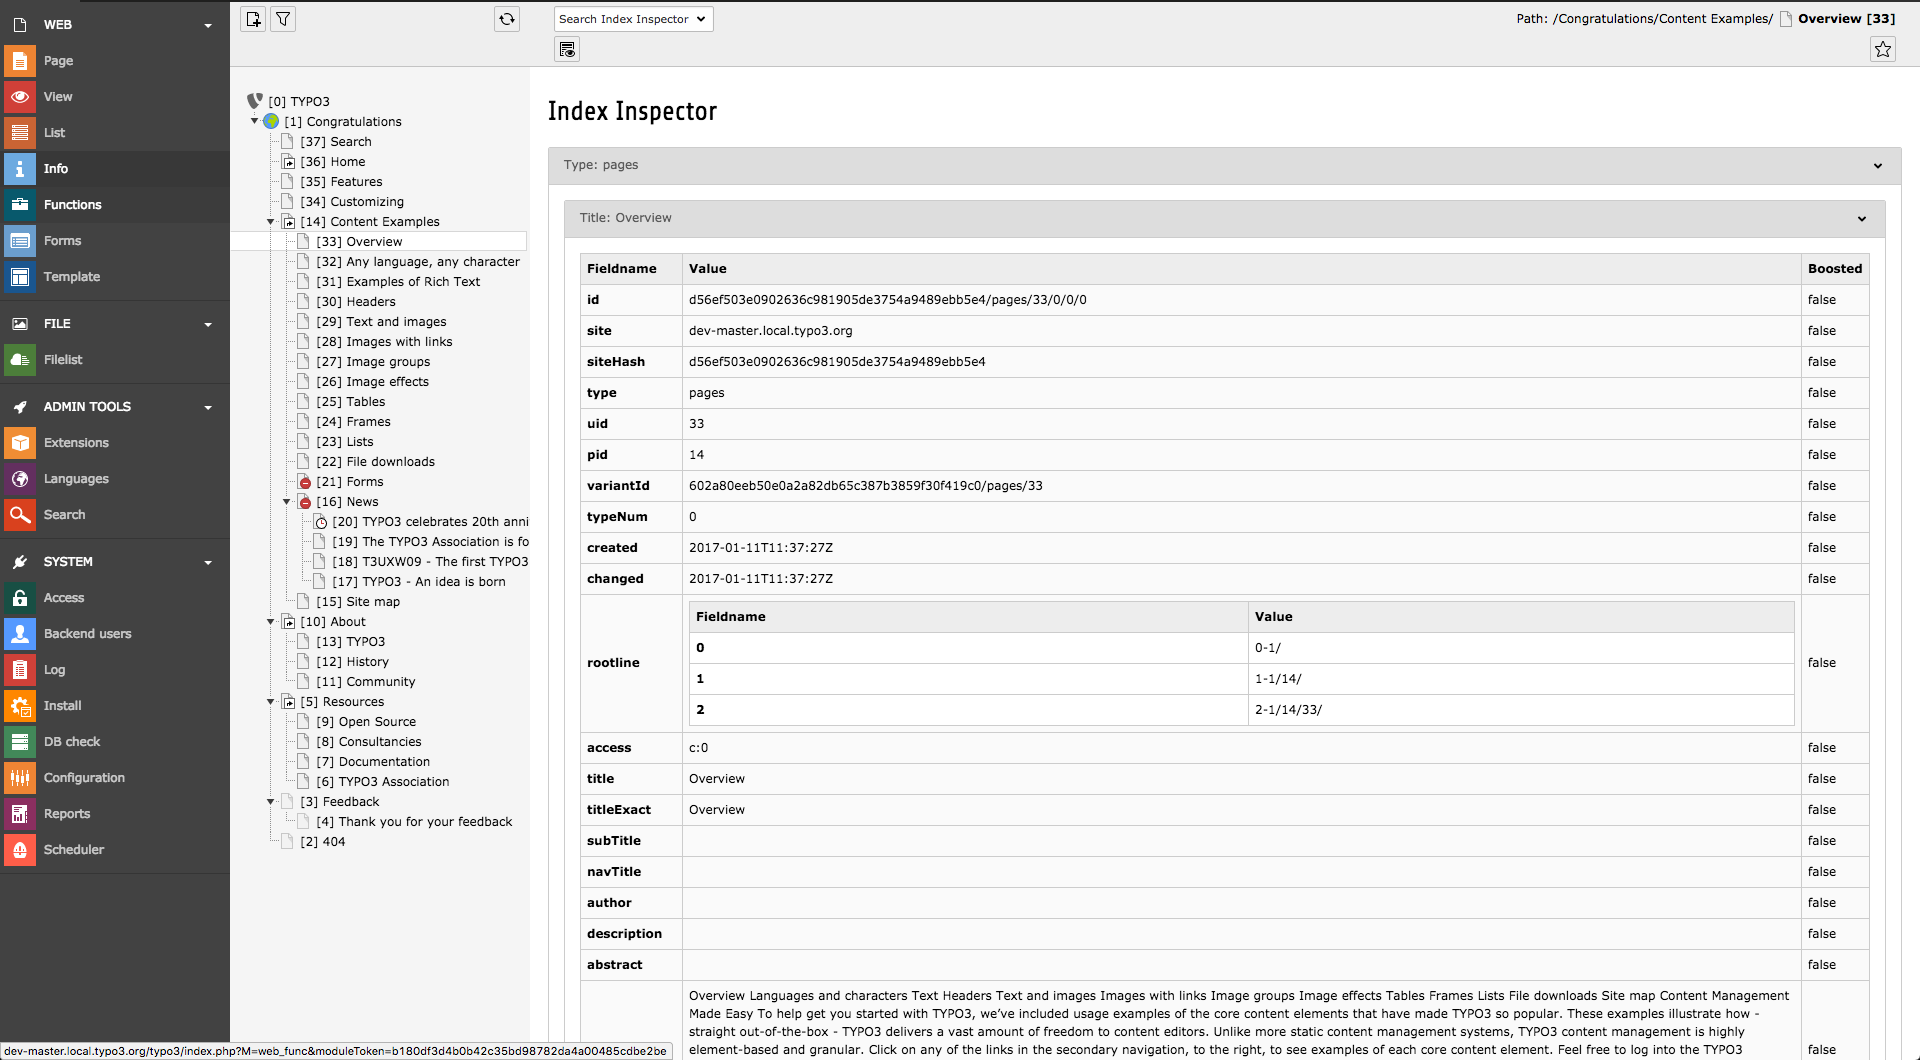 WEB
Page
View
List
Info
Functions
Forms
Template
FILE
Filelist
ADMIN TOOLS
Extensions
Languages
Search
SYSTEM
Access
Backend users
Log
Install
DB check
Configuration
Reports
Scheduler
[0] TYPO3
[1] Congratulations
[37] Search
[36] Home
[35] Features
[34] Customizing
[14] Content Examples
[33] Overview
[32] Any language, any character
[31] Examples of Rich Text
[30] Headers
[29] Text and images
[28] Images with links
[27] Image groups
[26] Image effects
[25] Tables
[24] Frames
[23] Lists
[22] File downloads
[21] Forms
[16] News
[20] TYPO3 celebrates 20th anni
[19] The TYPO3 Association is fo
[18] T3UXW09 - The first TYPO3
[17] TYPO3 - An idea is born
[15] Site map
[10] About
[13] TYPO3
[12] History
[11] Community
[5] Resources
[9] Open Source
[8] Consultancies
[7] Documentation
[6] TYPO3 Association
[3] Feedback
[4] Thank you for your feedback
[2] 404
Search Index Inspector
Path: /Congratulations/Content Examples/ Overview [33]
Index Inspector
Type: pages
Title: Overview
Fieldname Value Boosted
id d56ef503e0902636c981905de3754a9489ebb5e4/pages/33/0/0/0 false
site dev-master.local.typo3.org false
siteHash d56ef503e0902636c981905de3754a9489ebb5e4 false
type pages false
uid 33 false
pid 14 false
variantId 602a80eeb50e0a2a82db65c387b3859f30f419c0/pages/33 false
typeNum 0 false
created 2017-01-11T11:37:27Z false
changed 2017-01-11T11:37:27Z false
Fieldname Value
0 0-1/
rootline 1 1-1/14/ false
2 2-1/14/33/
access c:0 false
title Overview false
titleExact Overview false
subTitle false
navTitle false
author false
description false
abstract false
Overview Languages and characters Text Headers Text and images Images with links Image groups Image effects Tables Frames Lists File downloads Site map Content Management
Made Easy To help get you started with TYPO3, we've included usage examples of the core content elements that have made TYPO3 so popular. These examples illustrate how -
straight out-of-the-box - TYPO3 delivers a vast amount of freedom to content editors. Unlike more static content management systems, TYPO3 content management is highly
element-based and granular. Click on any of the links in the secondary navigation, to the right, to see examples of each core content element. Feel free to log into the TYPO3 false
dev-master.local.typo3.org/typo3/index.php?M=web_func&moduleToken=b180df3d4b0b42c35bd98782da4a00485cdbe2be